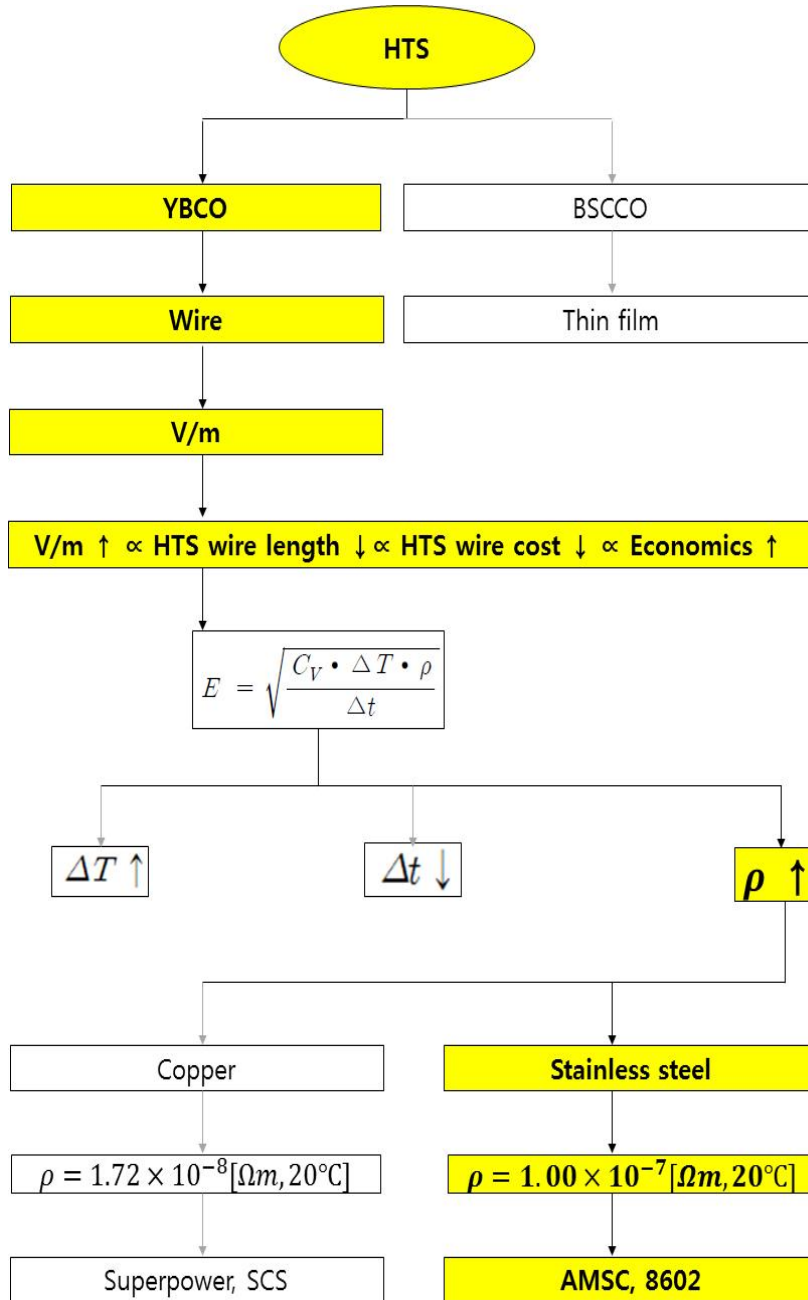 HTS
YBCO
BSCCO
Wire
Thin film
V/m
V/m ↑ ∝ HTS wire length ↓ ∝ HTS wire cost ↓ ∝ Economics ↑
E = √(C_V • ΔT • ρ / Δt)
ΔT ↑
Δt ↓
ρ ↑
Copper
Stainless steel
ρ = 1.72 × 10⁻⁸[Ωm, 20℃]
ρ = 1.00 × 10⁻⁷[Ωm, 20℃]
Superpower, SCS
AMSC, 8602